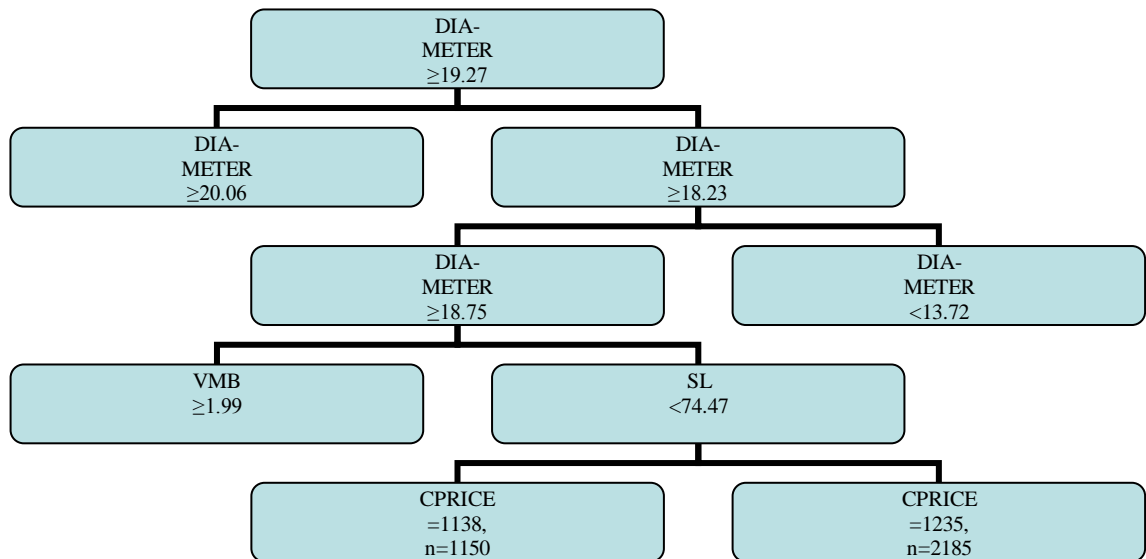 DIA-
METER
≥19.27
DIA-
METER
≥20.06
DIA-
METER
≥18.23
DIA-
METER
≥18.75
DIA-
METER
<13.72
VMB
≥1.99
SL
<74.47
CPRICE
=1138,
n=1150
CPRICE
=1235,
n=2185